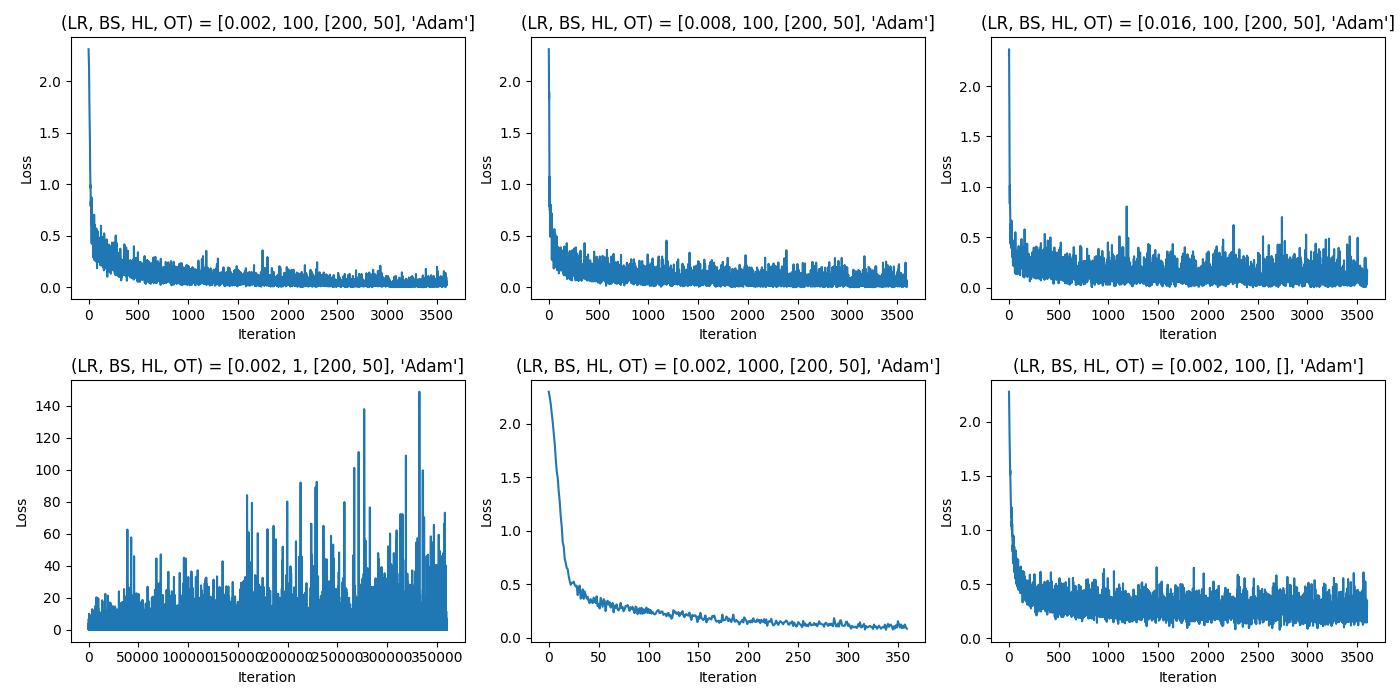 (LR, BS, HL, OT) = [0.002, 100, [200, 50], 'Adam']
2.0
1.5
1.0
0.5
0.0
Loss
0 500 1000 1500 2000 2500 3000 3500
Iteration
(LR, BS, HL, OT) = [0.008, 100, [200, 50], 'Adam']
2.0
1.5
1.0
0.5
0.0
Loss
0 500 1000 1500 2000 2500 3000 3500
Iteration
(LR, BS, HL, OT) = [0.016, 100, [200, 50], 'Adam']
2.0
1.5
1.0
0.5
0.0
Loss
0 500 1000 1500 2000 2500 3000 3500
Iteration
(LR, BS, HL, OT) = [0.002, 1, [200, 50], 'Adam']
140
120
100
80
60
40
20
0
Loss
0 50000 100000 150000 200000 250000 300000 350000
Iteration
(LR, BS, HL, OT) = [0.002, 1000, [200, 50], 'Adam']
2.0
1.5
1.0
0.5
0.0
Loss
0 50 100 150 200 250 300 350
Iteration
(LR, BS, HL, OT) = [0.002, 100, [], 'Adam']
2.0
1.5
1.0
0.5
0.0
Loss
0 500 1000 1500 2000 2500 3000 3500
Iteration